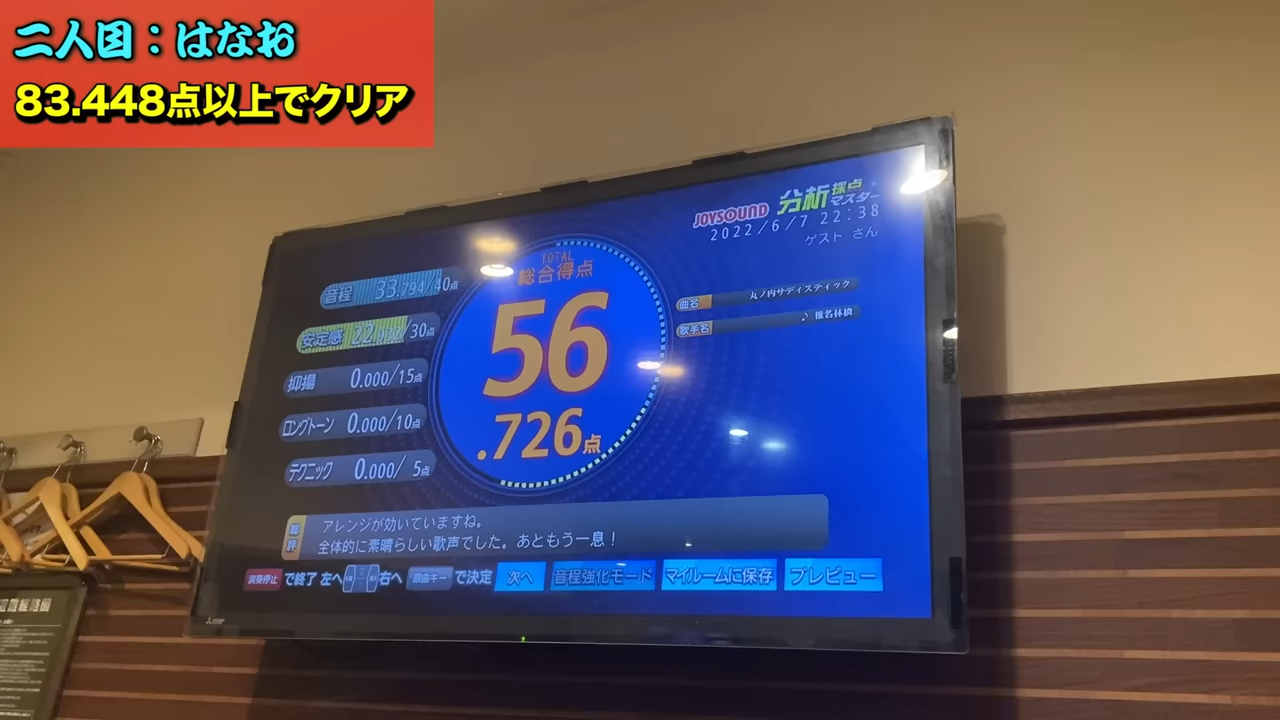 二人目：はなお
83.448点以上でクリア
JOYSOUND 分析採点マスター
2022/6/7 22:38
ゲスト さん
TOTAL
総合得点
56
.726点
音程 33.794/40点
安定感 22.932/30点
抑揚 0.000/15点
ロングトーン 0.000/10点
テクニック 0.000/ 5点
曲名 丸ノ内サディスティック
歌手名 ♪ 椎名林檎
総評
アレンジが効いていますね。
全体的に素晴らしい歌声でした。あともう一息！
演奏停止 で終了 左へ 右へ 原曲キー で決定 次へ 音程強化モード マイルームに保存 プレビュー